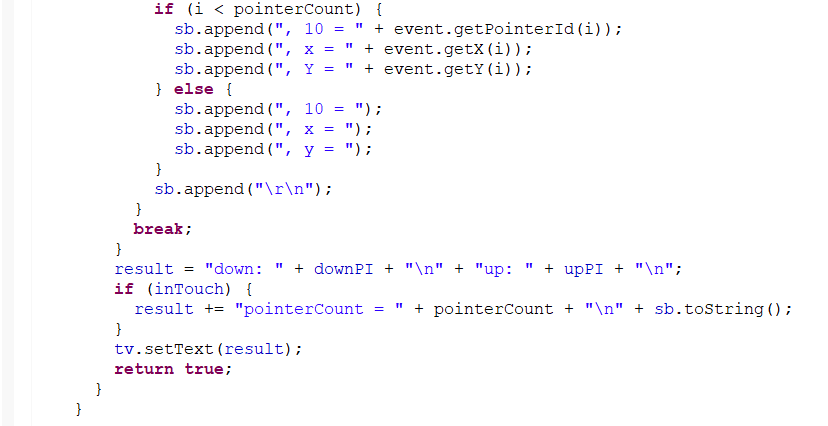 if (i < pointerCount) {
sb.append(", 10 = " + event.getPointerId(i));
sb.append(", x = " + event.getX(i));
sb.append(", Y = " + event.getY(i));
} else {
sb.append(", 10 = ");
sb.append(", x = ");
sb.append(", y = ");
}
sb.append("\r\n");
}
break;
}
result = "down: " + downPI + "\n" + "up: " + upPI + "\n";
if (inTouch) {
result += "pointerCount = " + pointerCount + "\n" + sb.toString();
}
tv.setText(result);
return true;
}
}